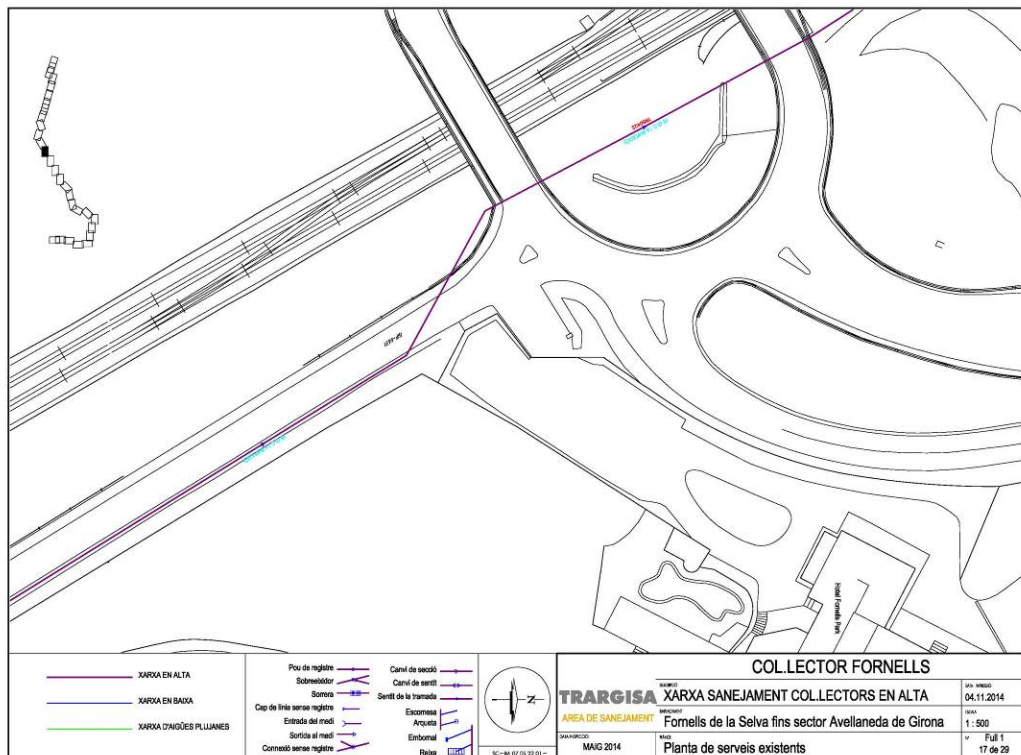 Hotel Fornells Park
XARXA EN ALTA
XARXA EN BAIXA
XARXA D'AIGÜES PLUJANES
Pou de registre
Sobreeixidor
Sorrera
Cap de línia sense registre
Entrada del medi
Sortida al medi
Connexió sense registre
Canvi de secció
Canvi de sentit
Sentit de la tramada
Escomesa
Arqueta
Embornal
Reixa
N
COL.LECTOR FORNELLS
TRARGISA
AREA DE SANEJAMENT
XARXA SANEJAMENT COL.LECTORS EN ALTA
04.11.2014
Fornells de la Selva fins sector Avellaneda de Girona
1 : 500
MAIG 2014
Planta de serveis existents
Full 1
17 de 29